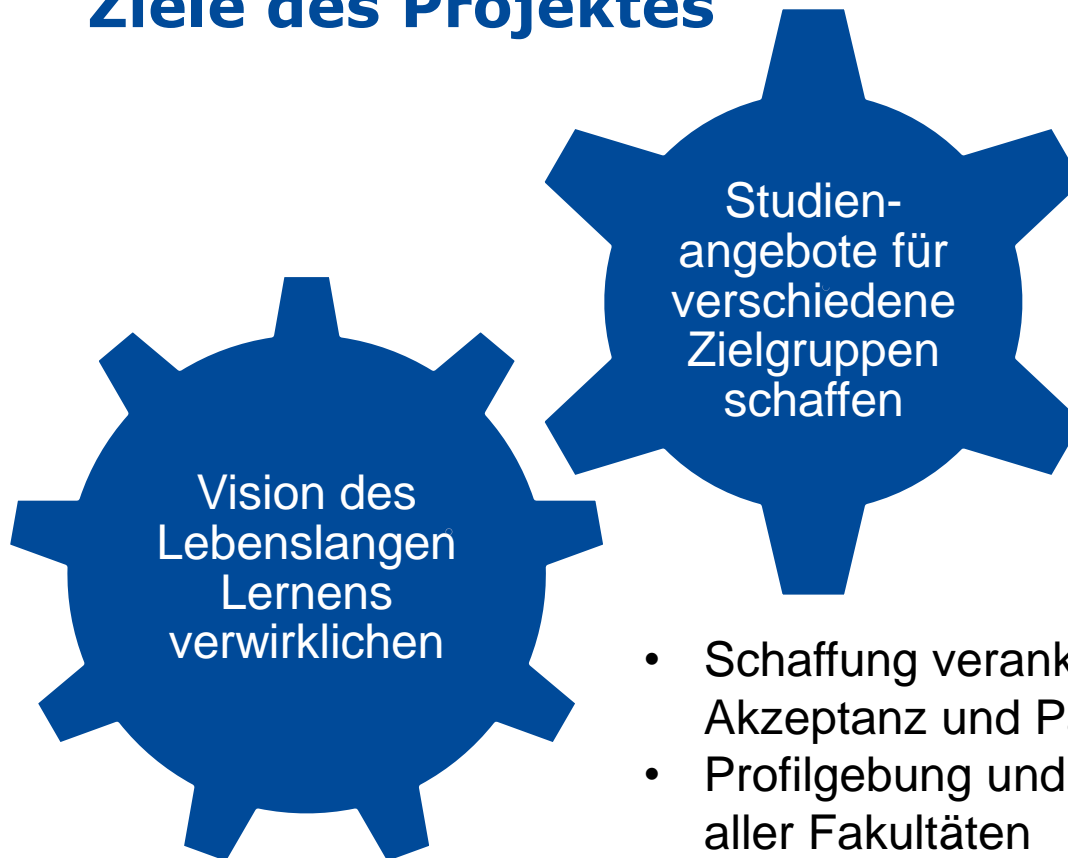 Ziele des Projektes
Studien-
angebote für
verschiedene
Zielgruppen
schaffen
Vision des
Lebenslangen
Lernens
verwirklichen
• Schaffung
Akzeptanz und
• Profilgebung und
aller Fakultäten